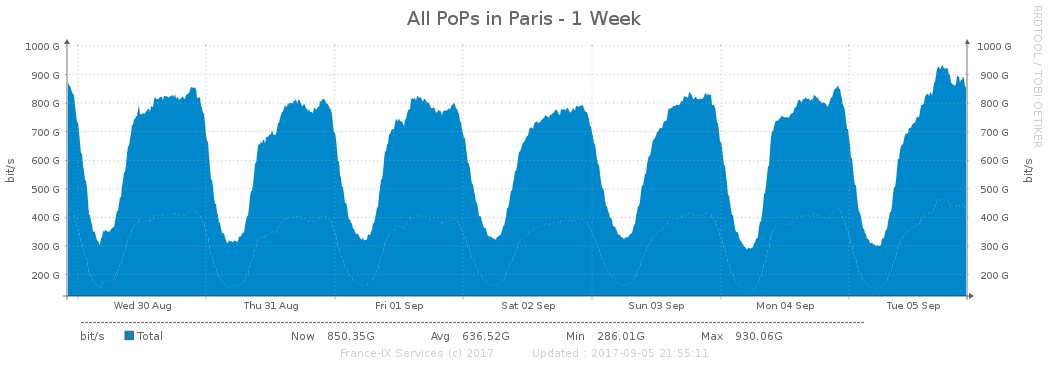 All PoPs in Paris - 1 Week
RRDTOOL / TOBI OETIKER
1000 G 1000 G
900 G 900 G
800 G 800 G
700 G 700 G
600 G 600 G
500 G 500 G
400 G 400 G
300 G 300 G
200 G 200 G
bit/s bit/s
Wed 30 Aug Thu 31 Aug Fri 01 Sep Sat 02 Sep Sun 03 Sep Mon 04 Sep Tue 05 Sep
bit/s Total Now 850.35G Avg 636.52G Min 286.01G Max 930.06G
France-IX Services (c) 2017 Updated : 2017-09-05 21:55:11